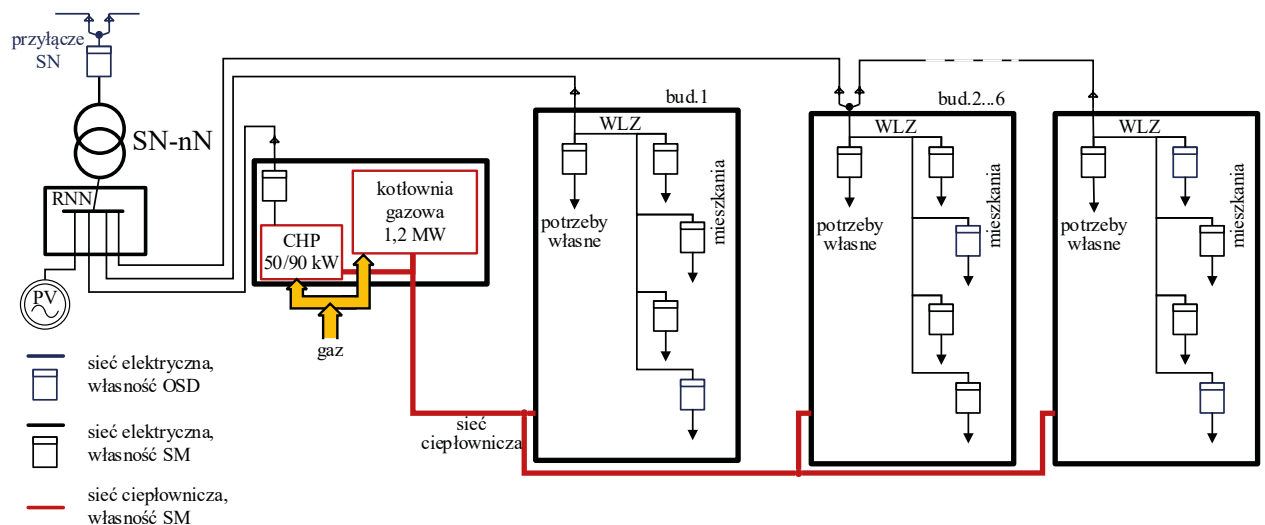 przyłącze
SN
SN-nN
RNN
PV
CHP
50/90 kW
kotłownia
gazowa
1,2 MW
gaz
bud.1
WLZ
potrzeby
własne
mieszkania
bud.2...6
WLZ
potrzeby
własne
mieszkania
WLZ
potrzeby
własne
mieszkania
sieć
ciepłownicza
sieć elektryczna,
własność OSD
sieć elektryczna,
własność SM
sieć ciepłownicza,
własność SM